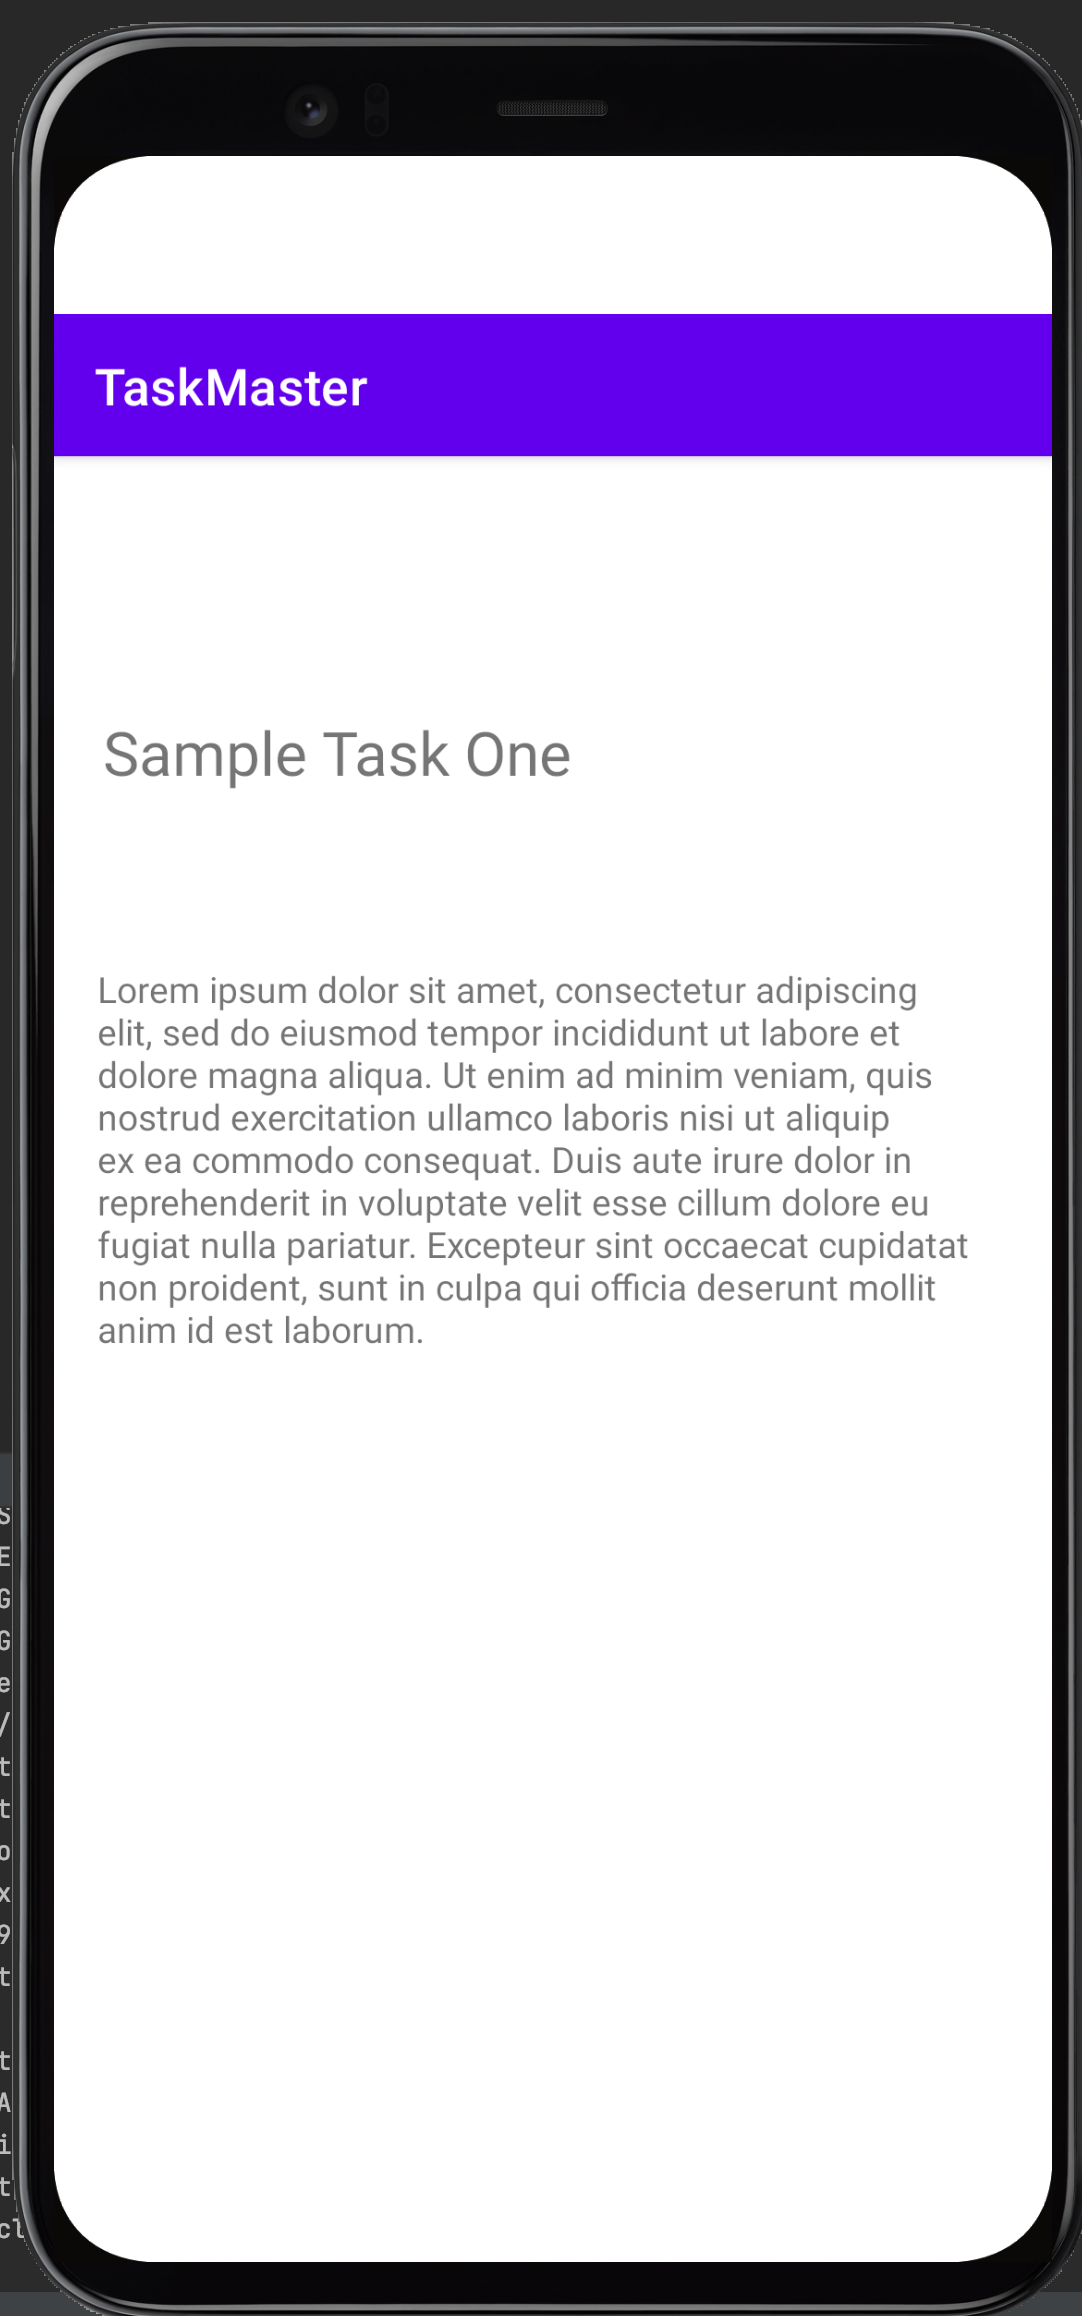 TaskMaster
Sample Task One
Lorem ipsum dolor sit amet, consectetur adipiscing
elit, sed do eiusmod tempor incididunt ut labore et
dolore magna aliqua. Ut enim ad minim veniam, quis
nostrud exercitation ullamco laboris nisi ut aliquip
ex ea commodo consequat. Duis aute irure dolor in
reprehenderit in voluptate velit esse cillum dolore eu
fugiat nulla pariatur. Excepteur sint occaecat cupidatat
non proident, sunt in culpa qui officia deserunt mollit
anim id est laborum.